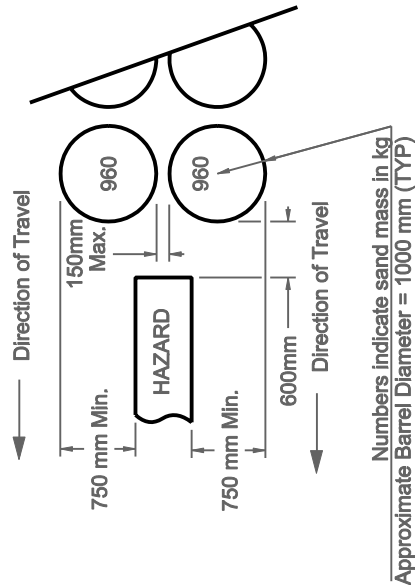 Direction of Travel
150mm
Max.
960
960
750 mm Min.
HAZARD
750 mm Min.
600mm
Direction of Travel
Numbers indicate sand mass in kg
Approximate Barrel Diameter = 1000 mm (TYP)